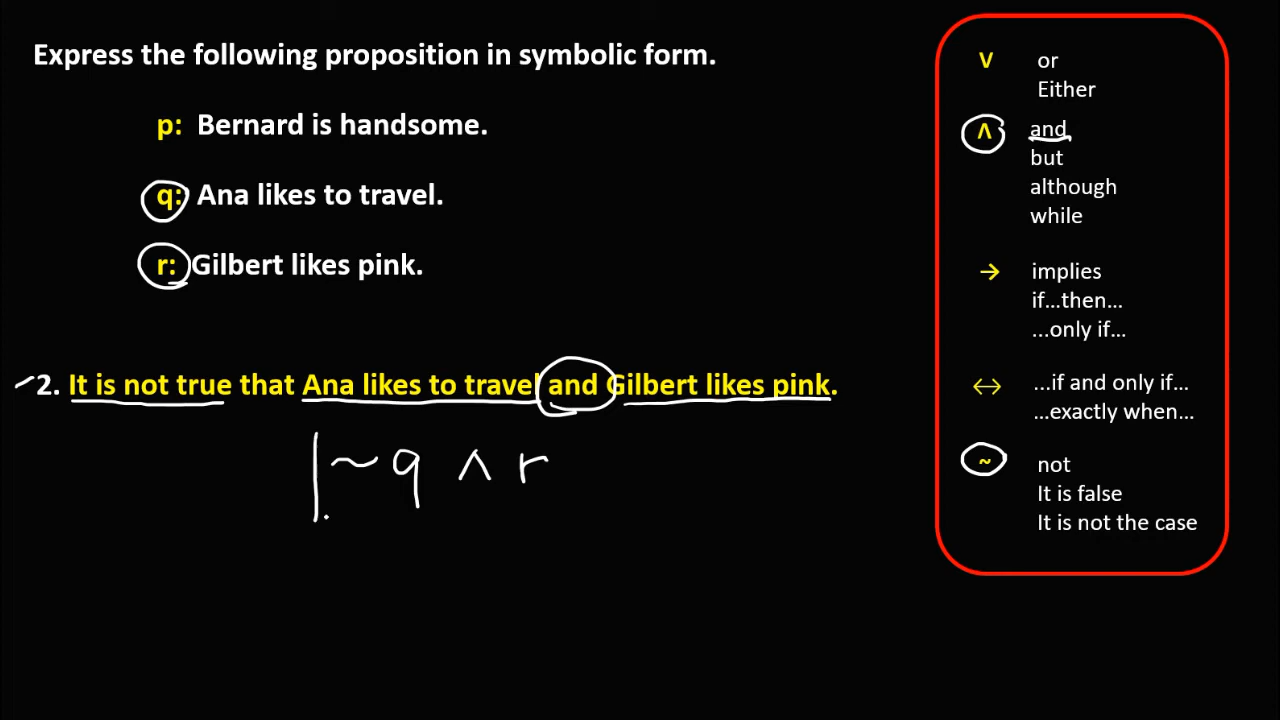 Express the following proposition in symbolic form.
p: Bernard is handsome.
q: Ana likes to travel.
r: Gilbert likes pink.
2. It is not true that Ana likes to travel and Gilbert likes pink.
~ q ∧ r
v or
Either
∧ and
but
although
while
→ implies
if...then...
...only if...
↔ ...if and only if...
...exactly when...
~ not
It is false
It is not the case